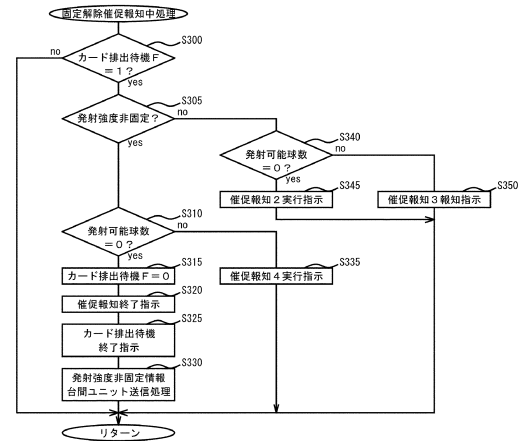 固定解除催促報知中処理
S300
カード排出待機F
=1?
no
yes
S305
発射強度非固定?
no
yes
S340
発射可能球数
=0?
no
yes
S345
催促報知2実行指示
S350
催促報知3報知指示
S310
発射可能球数
=0?
no
yes
S315
カード排出待機F=0
S335
催促報知4実行指示
S320
催促報知終了指示
S325
カード排出待機
終了指示
S330
発射強度非固定情報
台間ユニット送信処理
リターン